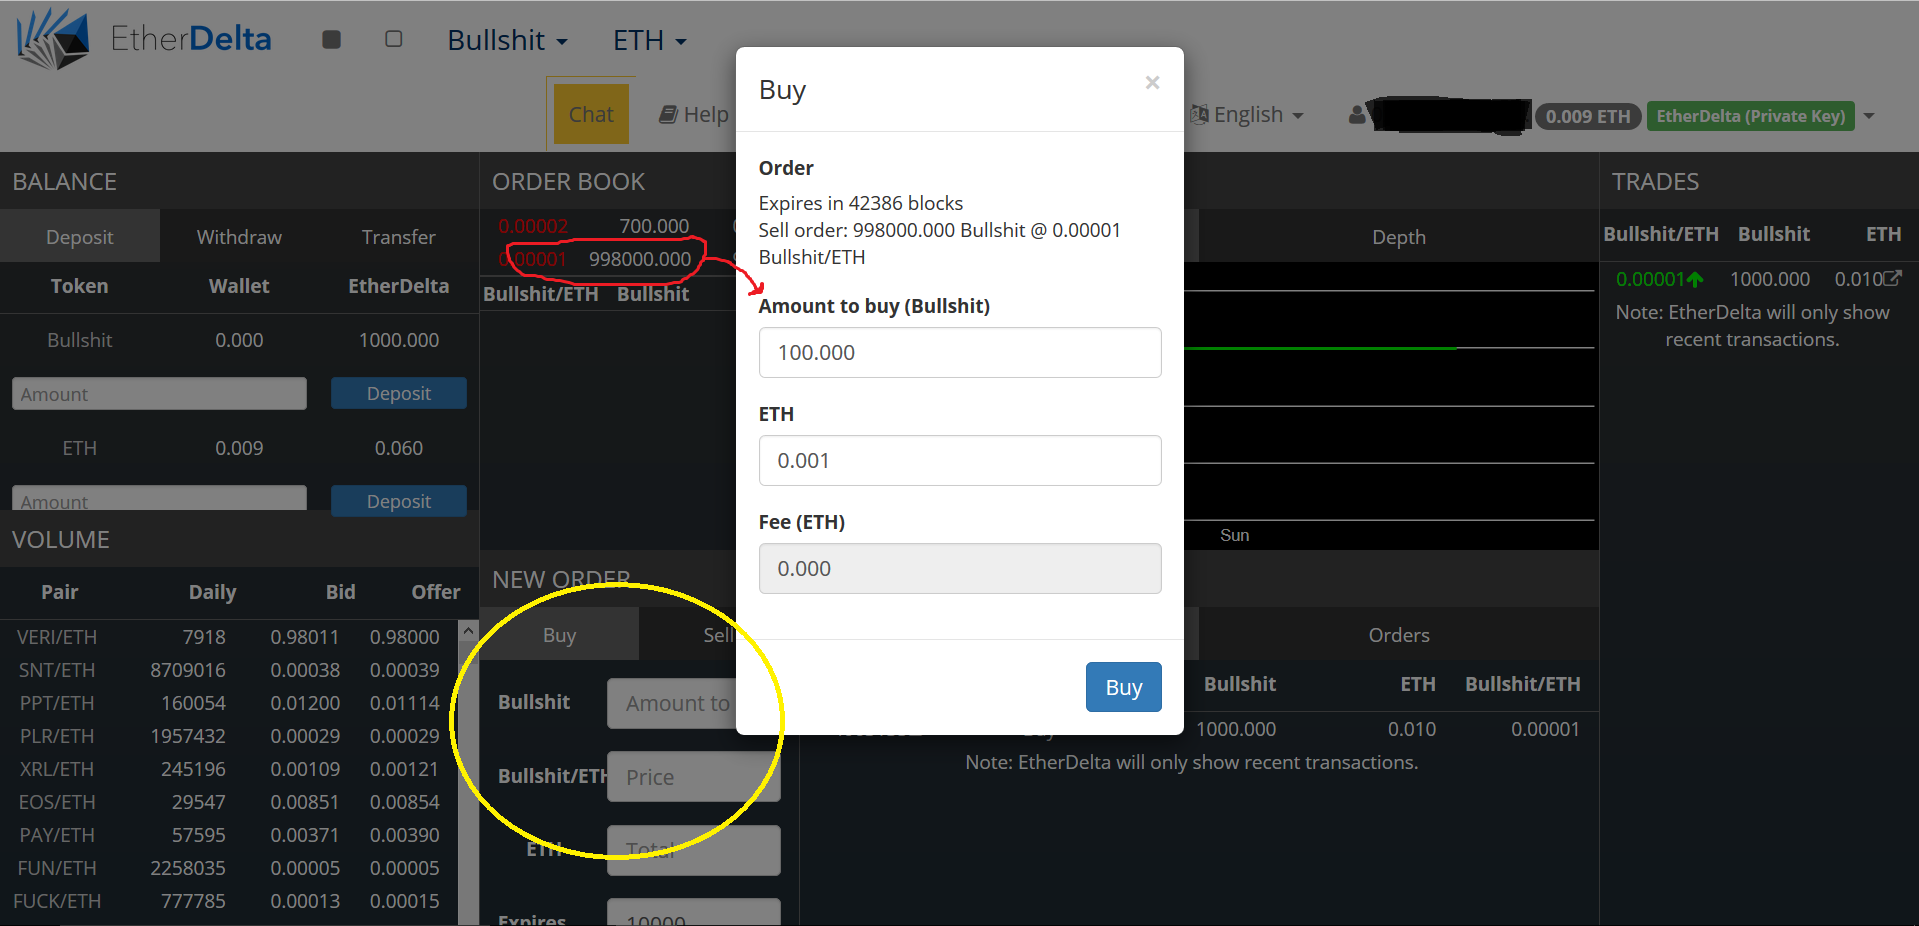 EtherDelta Bullshit ETH
Chat Help English 0.009 ETH EtherDelta (Private Key)
Buy ×
Order
Expires in 42386 blocks
Sell order: 998000.000 Bullshit @ 0.00001
Bullshit/ETH
Amount to buy (Bullshit)
100.000
ETH
0.001
Fee (ETH)
0.000
Buy
BALANCE
Deposit Withdraw Transfer
Token Wallet EtherDelta
Bullshit 0.000 1000.000
Amount Deposit
ETH 0.009 0.060
Amount Deposit
VOLUME
Pair Daily Bid Offer
VERI/ETH 7918 0.98011 0.98000
SNT/ETH 8709016 0.00038 0.00039
PPT/ETH 160054 0.01200 0.01114
PLR/ETH 1957432 0.00029 0.00029
XRL/ETH 245196 0.00109 0.00121
EOS/ETH 29547 0.00851 0.00854
PAY/ETH 57595 0.00371 0.00390
FUN/ETH 2258035 0.00005 0.00005
FUCK/ETH 777785 0.00013 0.00015
ORDER BOOK
0.00002 700.000
0.00001 998000.000
Bullshit/ETH Bullshit
NEW ORDER
Buy Sell
Bullshit Amount to
Bullshit/ETH Price
ETH Total
Expires 10000
Depth
Sun
Orders
Bullshit ETH Bullshit/ETH
1000.000 0.010 0.00001
Note: EtherDelta will only show recent transactions.
TRADES
Bullshit/ETH Bullshit ETH
0.00001 1000.000 0.010
Note: EtherDelta will only show
recent transactions.